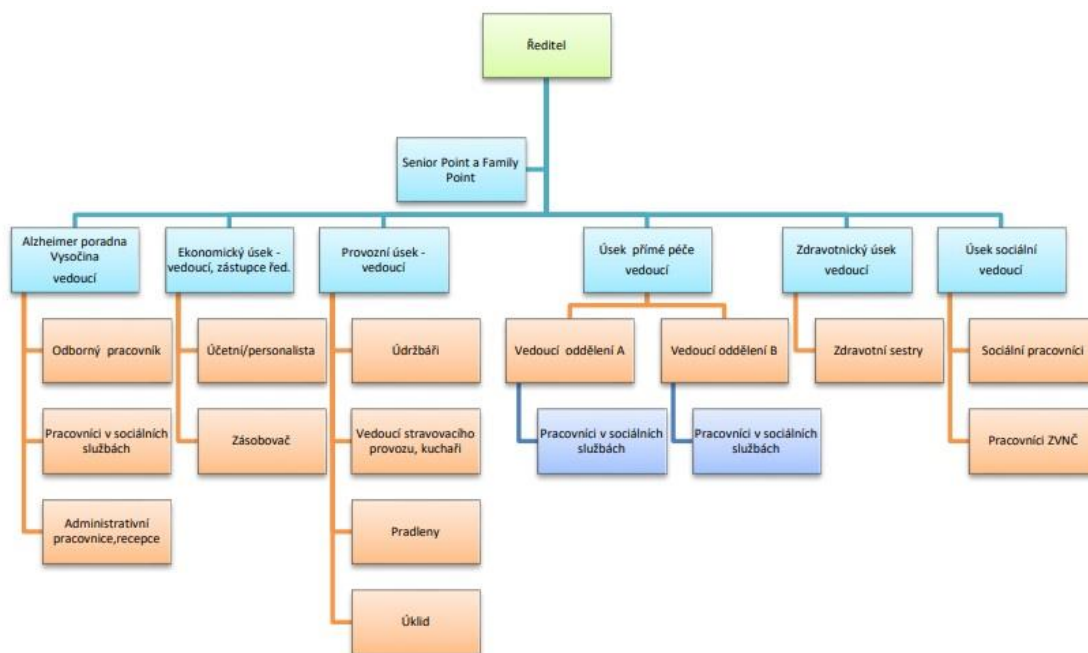 Ředitel
Senior Point a Family
Point
Alzheimer poradna
Vysočina
vedoucí
Ekonomický úsek -
vedoucí, zástupce řed.
Provozní úsek -
vedoucí
Úsek přímé péče
vedoucí
Zdravotnický úsek
vedoucí
Úsek sociální
vedoucí
Odborný pracovník
Účetní/personalista
Údržbáři
Vedoucí oddělení A
Vedoucí oddělení B
Zdravotní sestry
Sociální pracovníci
Pracovníci v sociálních
službách
Zásobovač
Vedoucí stravovacího
provozu, kuchaři
Pracovníci v sociálních
službách
Pracovníci v sociálních
službách
Pracovníci ZVNČ
Administrativní
pracovnice,recepce
Pradleny
Úklid